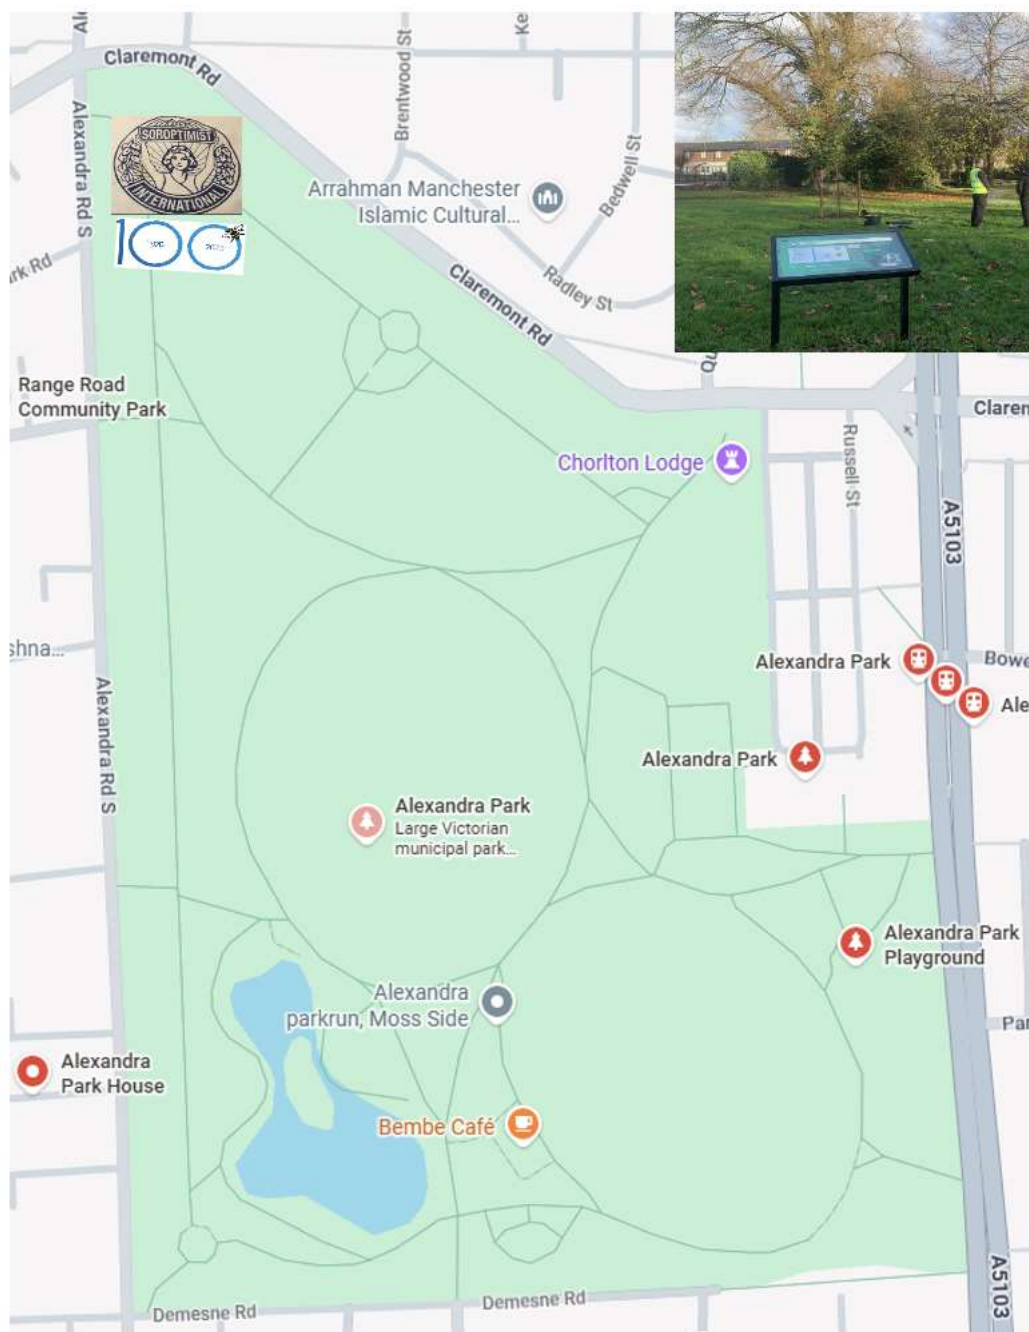 Claremont Rd
Brentwood St
Ke
Alexandra Rd S
SOROPTIMIST
INTERNATIONAL
100
Bedwell St
Arrahman Manchester
Islamic Cultural...
Radley St
Claremont Rd
Range Road
Community Park
Claren
Russell St
Chorlton Lodge
A5103
shna...
Alexandra Park
Bowe
Ale
Alexandra Rd S
Alexandra Park
Alexandra Park
Large Victorian
municipal park...
Alexandra Park
Playground
Alexandra
parkrun, Moss Side
Par
Alexandra
Park House
Bembe Café
A5103
Demesne Rd
Demesne Rd